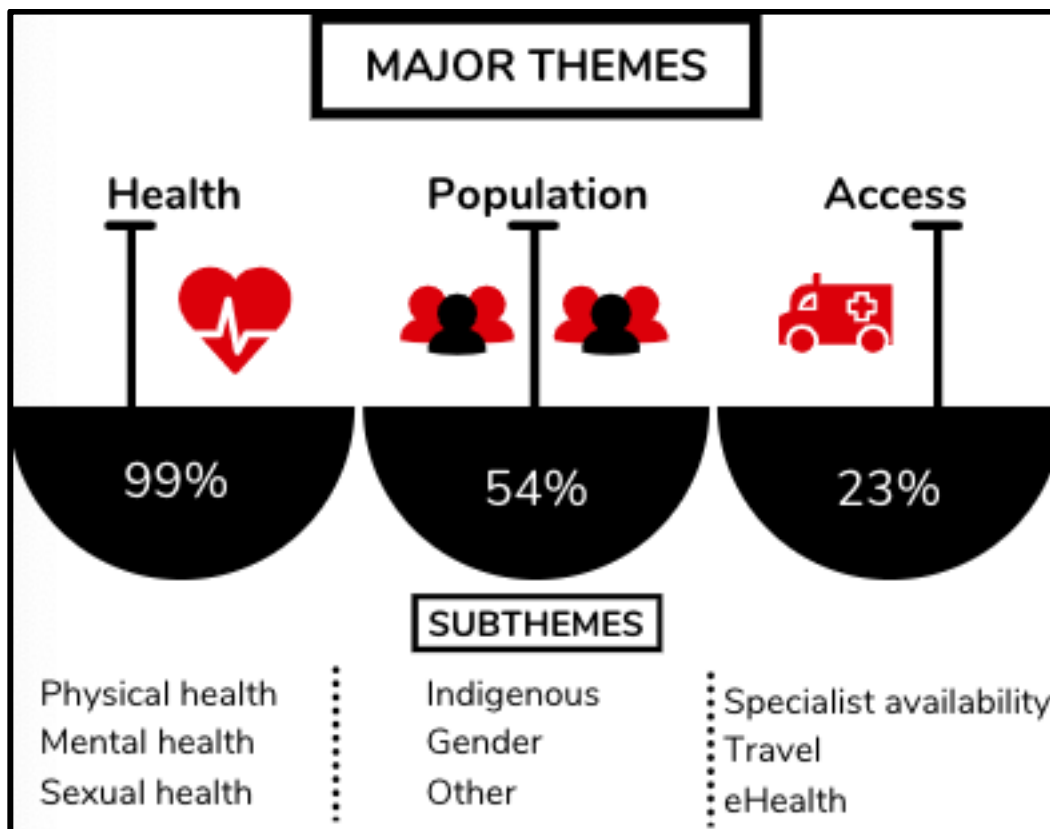 MAJOR THEMES
Health
Population
Access
99%
54%
23%
SUBTHEMES
Physical health
Mental health
Sexual health
Indigenous
Gender
Other
Specialist availability
Travel
eHealth